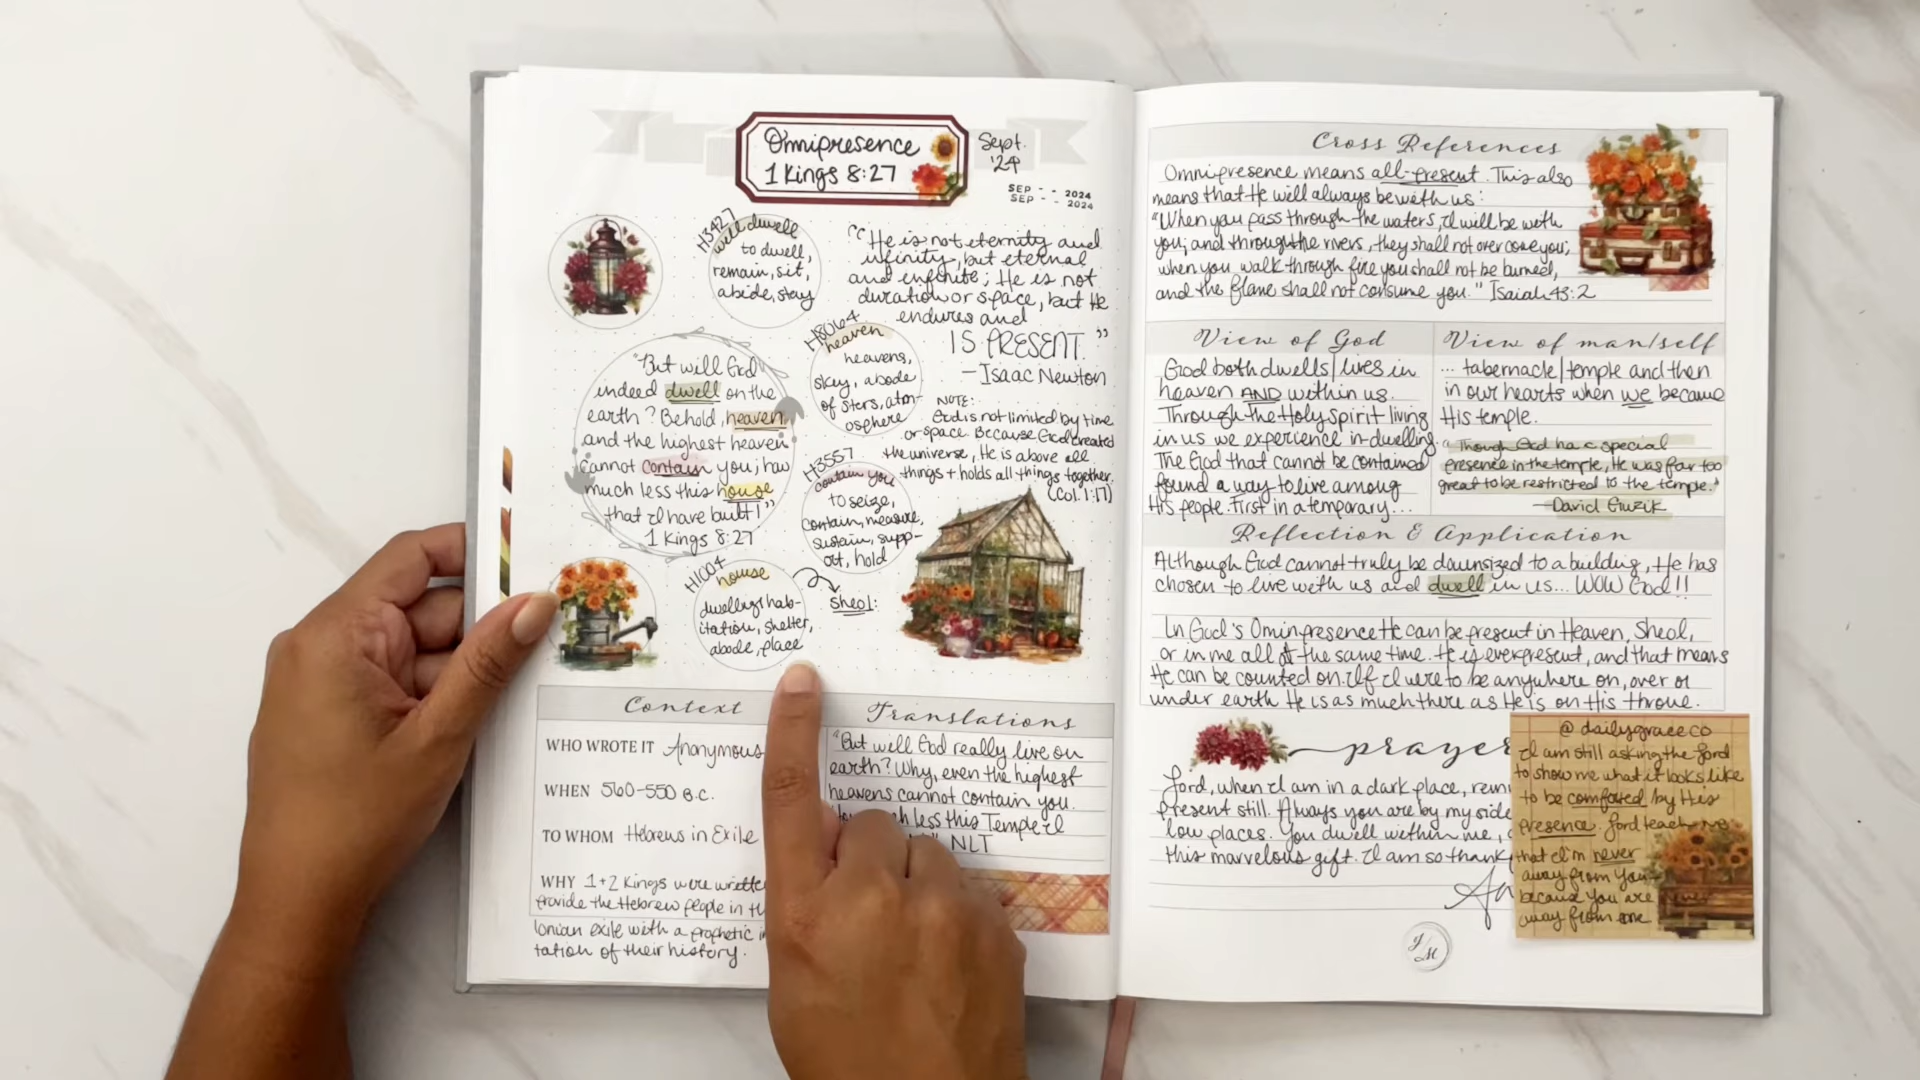 Omnipresence
1 Kings 8:27
Sept.
'24
SEP - - 2024
SEP - - 2024
H3427
will dwell
to dwell,
remain, sit,
abide, stay
"He is not eternity and
infinity, but eternal
and infinite; He is not
duration or space, but He
endures and
IS PRESENT."
-Isaac Newton
"But will God
indeed dwell on the
earth? Behold, heaven
and the highest heaven
cannot contain you; how
much less this house
that I have built!"
1 Kings 8:27
H8064
heaven
heavens,
sky, abode
of stars, atm-
osphere
NOTE:
God is not limited by time
or space. Because God created
the universe, He is above all
things + holds all things together.
(Col. 1:17)
H3557
contain you
to seize,
contain, measure,
sustain, supp-
ort, hold
H1004
house
dwelling hab-
itation, shelter,
abode, place
sheol:
Context
WHO WROTE IT Anonymous
WHEN 560-550 B.C.
TO WHOM Hebrews in Exile
WHY 1+2 Kings were writte
provide the Hebrew people in th
lonian exile with a prophetic in
tation of their history.
Translations
"But will God really live on
earth? Why, even the highest
heavens cannot contain you.
less this Temple I
NLT
Cross References
Omnipresence means all-present. This also
means that He will always be with us:
"When you pass through the waters, I will be with
you; and through the rivers, they shall not overcome you;
when you walk through fire you shall not be burned,
and the flame shall not consume you." Isaiah 43:2
View of God
God both dwells/lives in
heaven AND within us.
Through the Holy Spirit living
in us we experience in-dwelling.
The God that cannot be contained
found a way to live among
His people. First in a temporary...
View of man/self
... tabernacle/temple and then
in our hearts when we became
His temple.
"Though God has a special
presence in the temple, He was far too
great to be restricted to the temple."
-David Guzik
Reflection & Application
Although God cannot truly be downsized to a building, He has
chosen to live with us and dwell in us... WOW God!!
In God's Ominpresence He can be present in Heaven, Sheol,
or in me all at the same time. He is ever present, and that means
He can be counted on. If I were to be anywhere on, over or
under earth He is as much there as He is on His throne.
prayer
Lord, when I am in a dark place, remi
present still. Always you are by my side
low places. You dwell within me,
this marvelous gift. I am so thank
JM
@dailygraceco
I am still asking the Lord
to show me what it looks like
to be comforted by His
presence. Lord teach me
that I'm never
away from You
because You are never
away from me